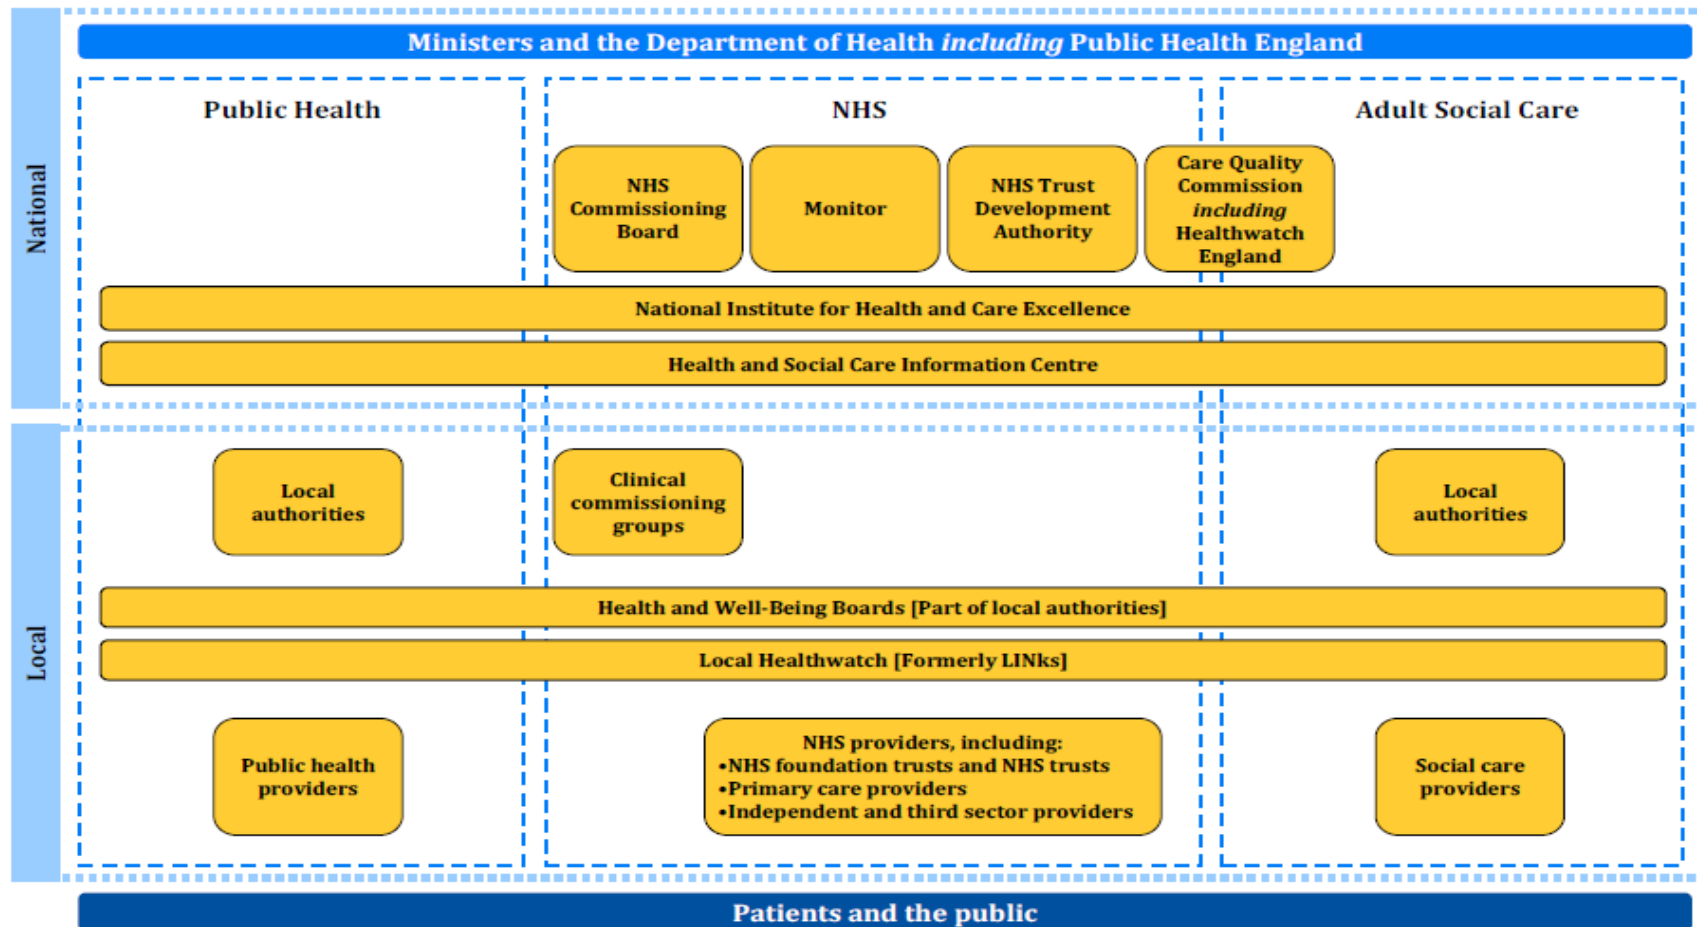 Ministers and the Department of Health including Public Health England
National
Public Health
NHS
Adult Social Care
NHS
Commissioning
Board
Monitor
NHS Trust
Development
Authority
Care Quality
Commission
including
Healthwatch
England
National Institute for Health and Care Excellence
Health and Social Care Information Centre
Local
Local
authorities
Clinical
commissioning
groups
Local
authorities
Health and Well-Being Boards [Part of local authorities]
Local Healthwatch [Formerly LINks]
Public health
providers
NHS providers, including:
•NHS foundation trusts and NHS trusts
•Primary care providers
•Independent and third sector providers
Social care
providers
Patients and the public